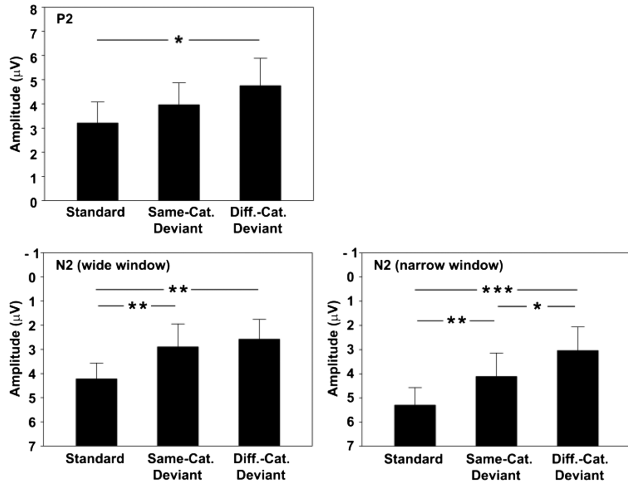 P2
Amplitude (µV)
8
7
6
5
4
3
2
1
0
*
Standard Same-Cat. Diff.-Cat.
Deviant Deviant
N2 (wide window)
Amplitude (µV)
- 1
0
1
2
3
4
5
6
7
**
**
Standard Same-Cat. Diff.-Cat.
Deviant Deviant
N2 (narrow window)
Amplitude (µV)
- 1
0
1
2
3
4
5
6
7
***
*
**
Standard Same-Cat. Diff.-Cat.
Deviant Deviant